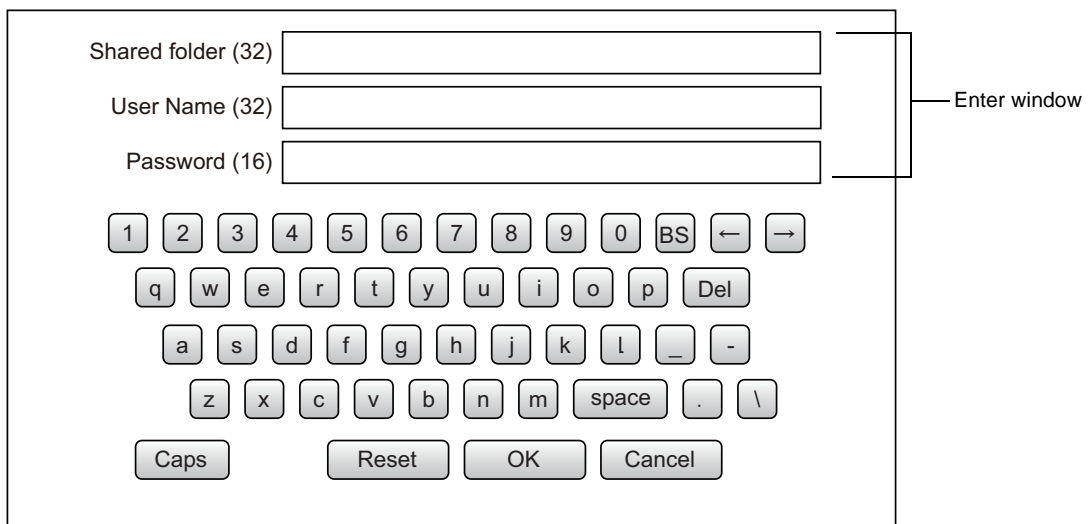 Shared folder (32)
User Name (32)
Password (16)
Enter window
1 2 3 4 5 6 7 8 9 0 BS ← →
q w e r t y u i o p Del
a s d f g h j k l _ -
z x c v b n m space . \
Caps Reset OK Cancel